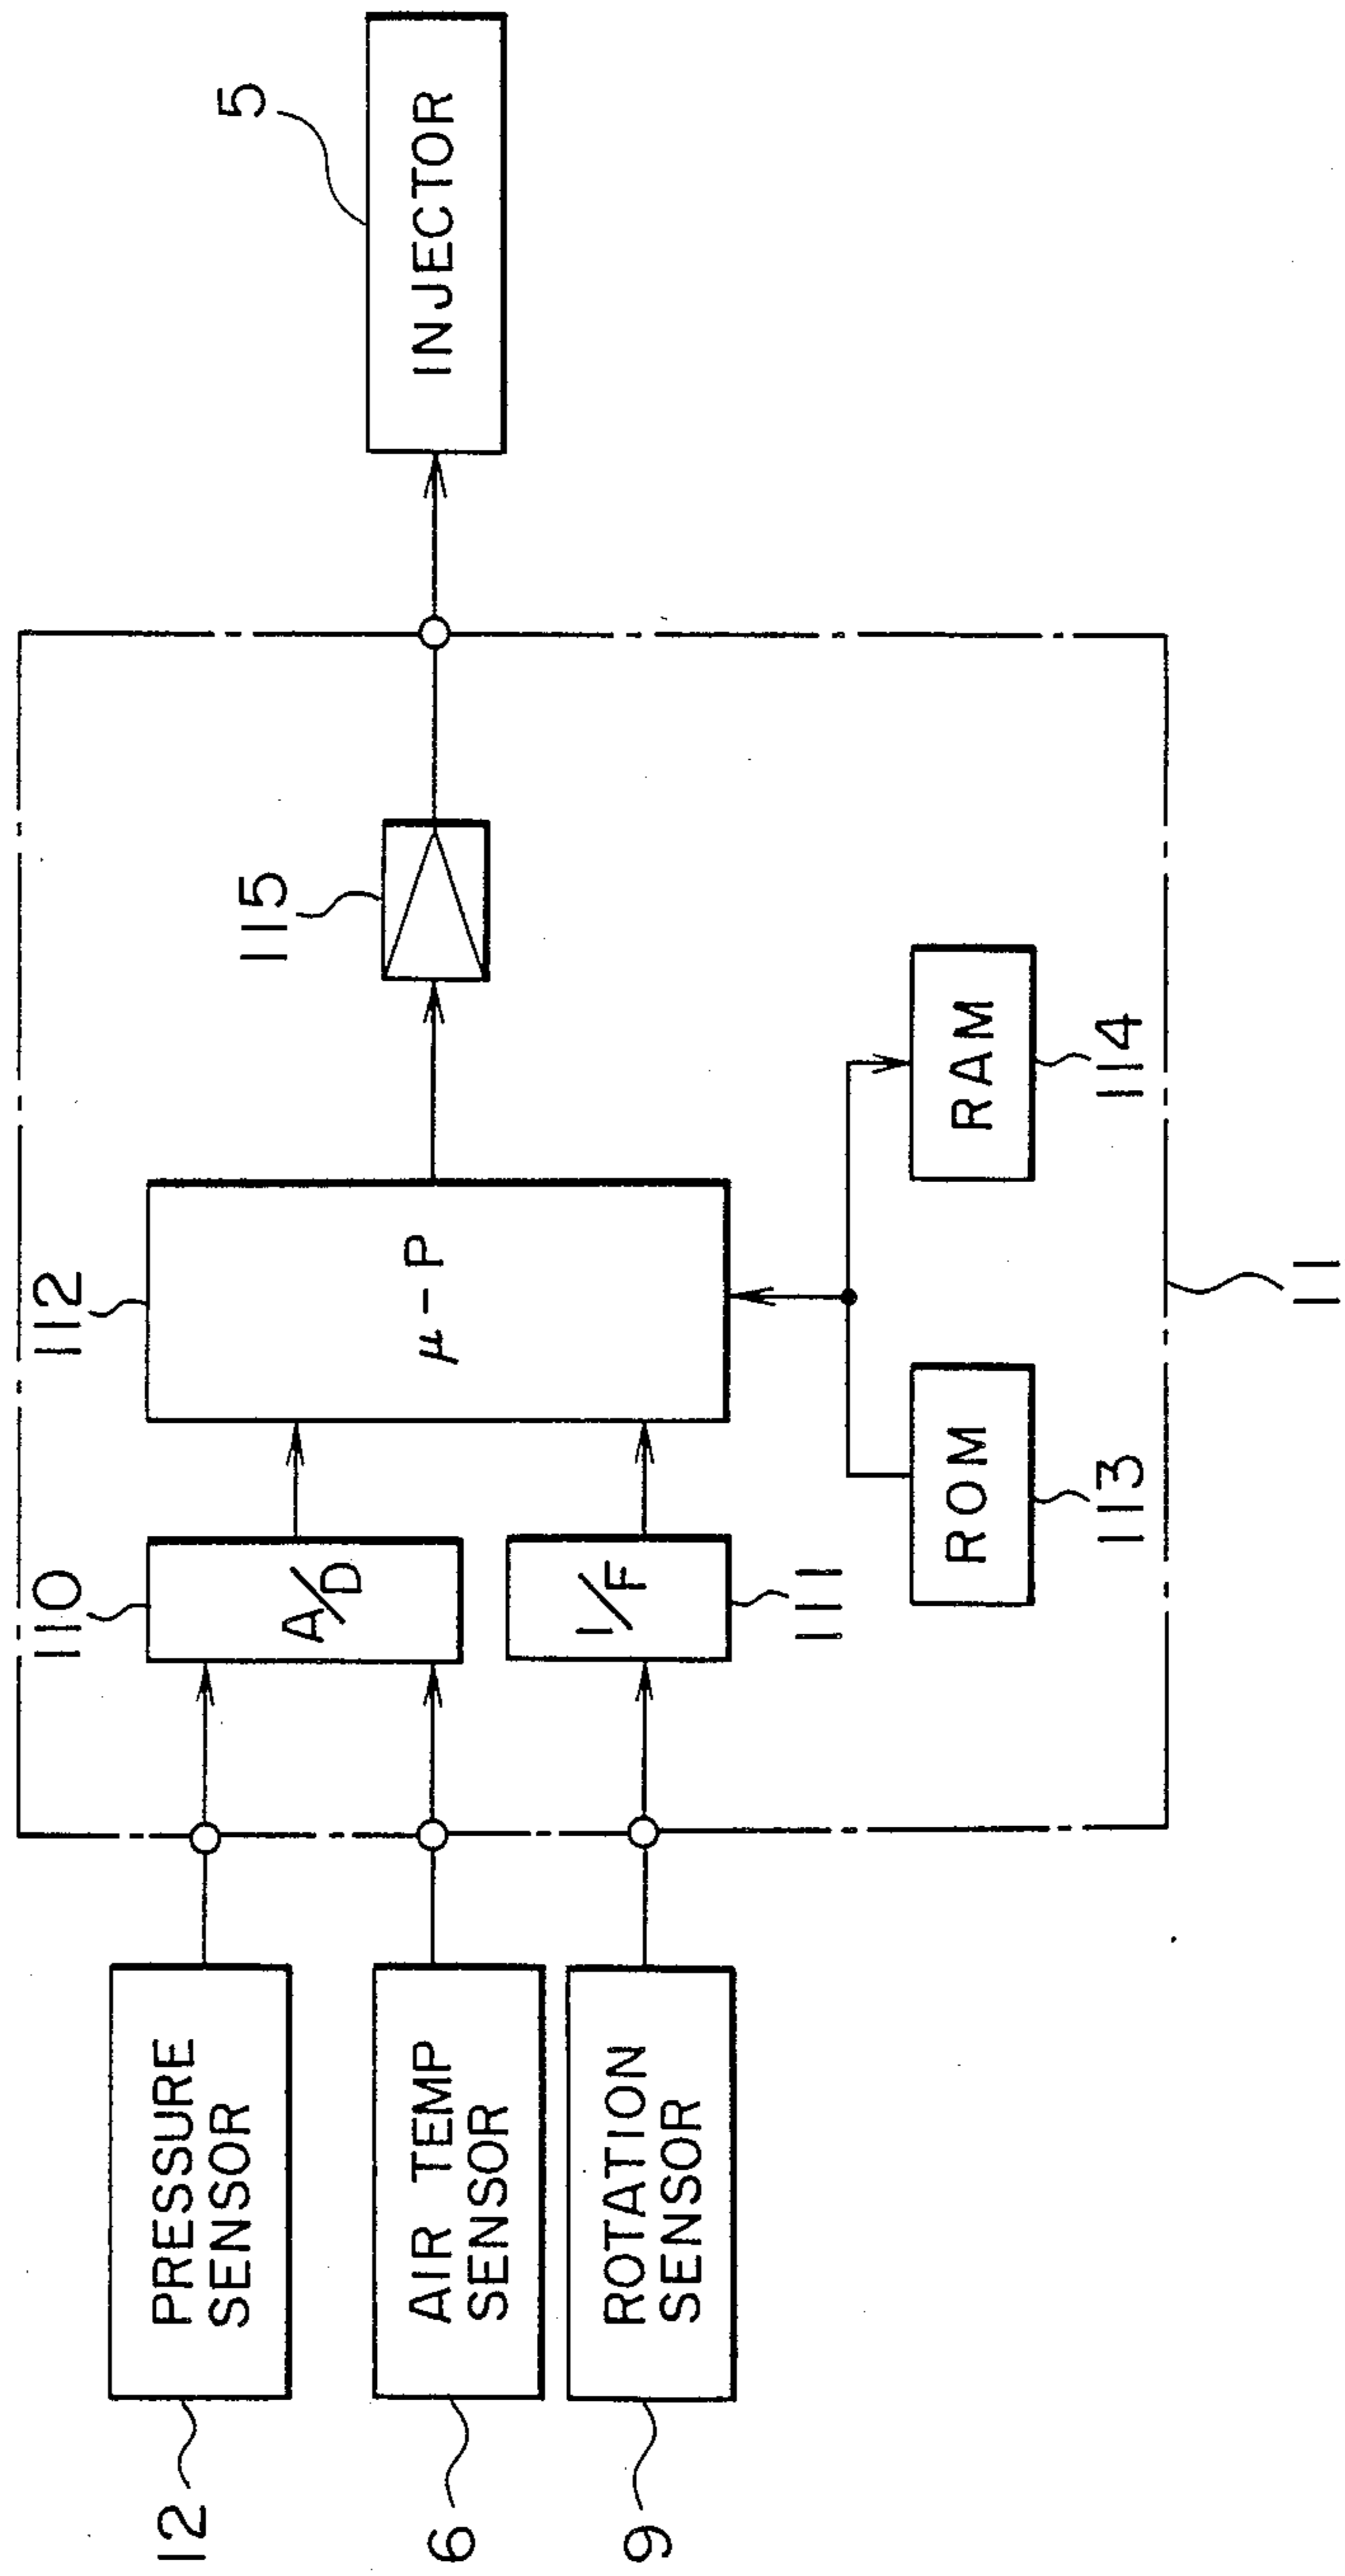 12
PRESSURE
SENSOR
6
AIR TEMP
SENSOR
9
ROTATION
SENSOR
110
A/D
I/F
111
112
μ-P
ROM
113
RAM
114
115
11
5
INJECTOR